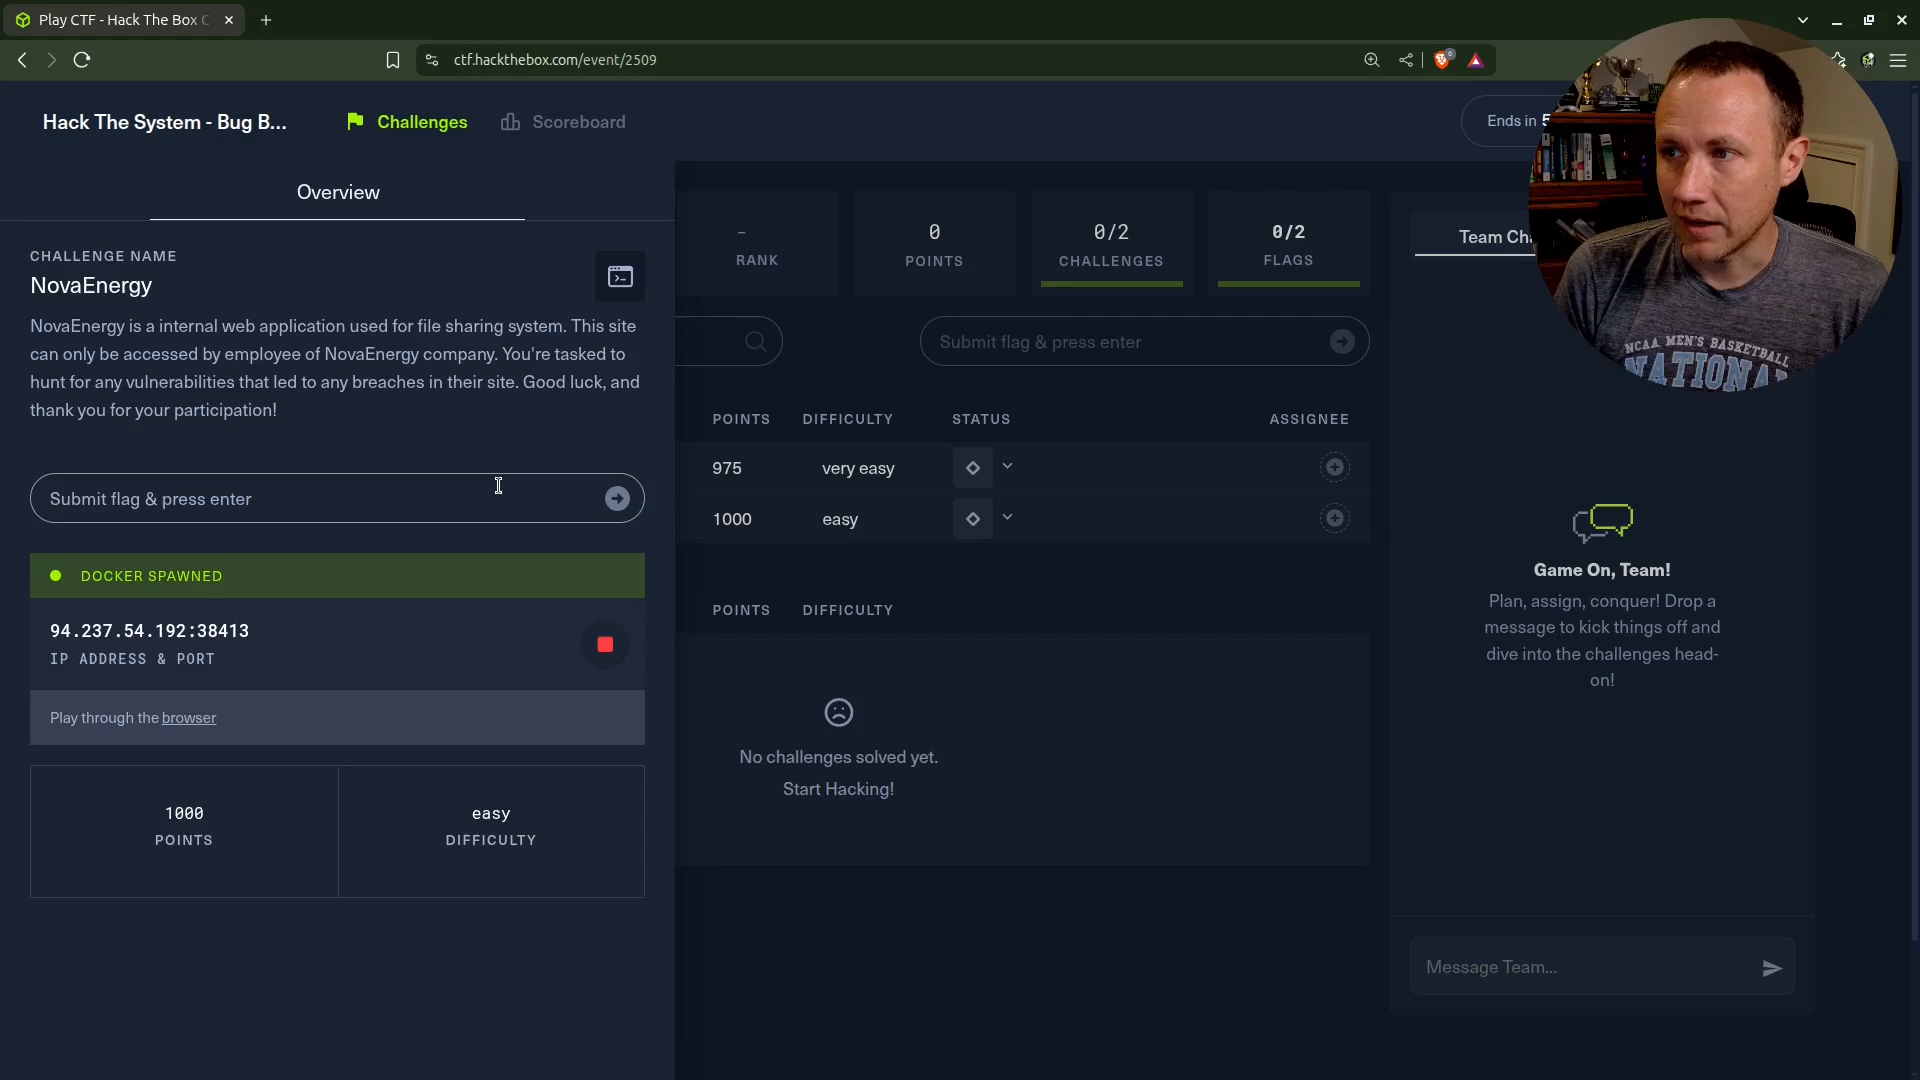 Play CTF - Hack The Box C
ctf.hackthebox.com/event/2509
Hack The System - Bug B...
Challenges
Scoreboard
Ends in 5
Overview
CHALLENGE NAME
NovaEnergy
NovaEnergy is a internal web application used for file sharing system. This site
can only be accessed by employee of NovaEnergy company. You're tasked to
hunt for any vulnerabilities that led to any breaches in their site. Good luck, and
thank you for your participation!
Submit flag & press enter
DOCKER SPAWNED
94.237.54.192:38413
IP ADDRESS & PORT
Play through the browser
1000
POINTS
easy
DIFFICULTY
-
RANK
0
POINTS
0/2
CHALLENGES
0/2
FLAGS
Submit flag & press enter
POINTS DIFFICULTY STATUS ASSIGNEE
975 very easy
1000 easy
POINTS DIFFICULTY
No challenges solved yet.
Start Hacking!
Team Cha
Game On, Team!
Plan, assign, conquer! Drop a
message to kick things off and
dive into the challenges head-
on!
Message Team...
NCAA MEN'S BASKETBALL
NATIONA